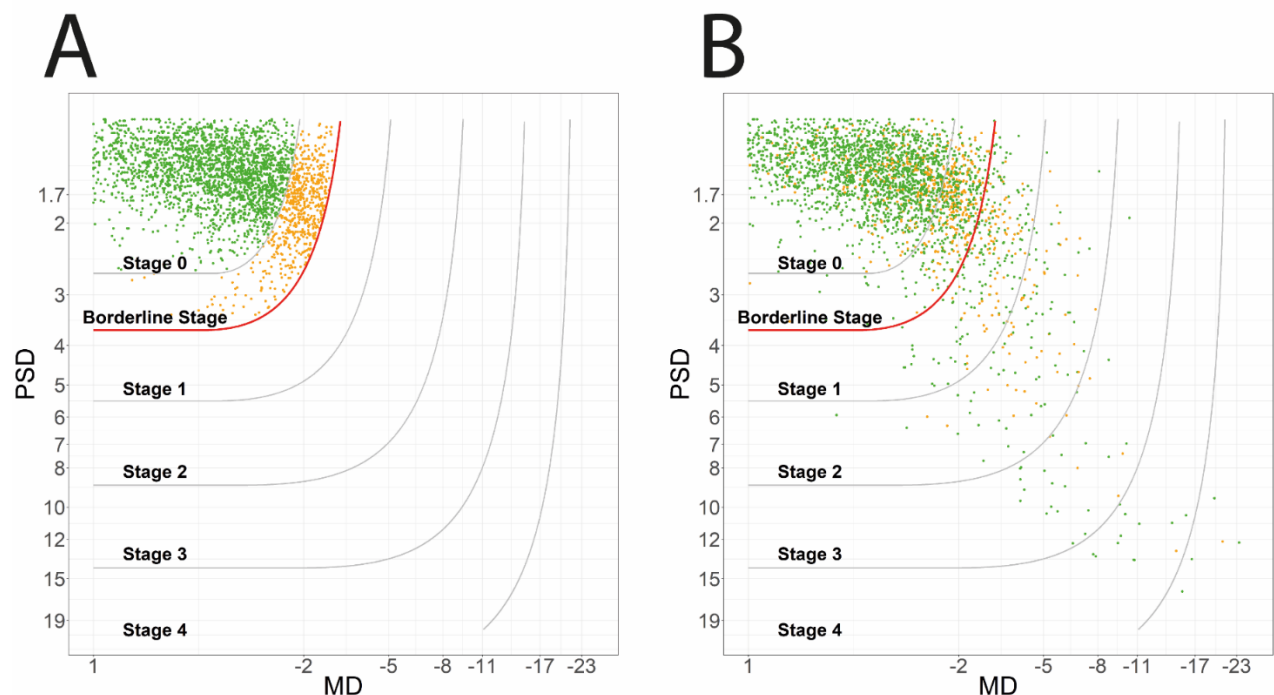 A
1.7
2
Stage 0
3
Borderline Stage
4
PSD
5
Stage 1
6
7
8
Stage 2
10
12
Stage 3
15
19
Stage 4
1 -2 -5 -8 -11 -17 -23
MD
B
1.7
2
Stage 0
3
Borderline Stage
4
PSD
5
Stage 1
6
7
8
Stage 2
10
12
Stage 3
15
19
Stage 4
1 -2 -5 -8 -11 -17 -23
MD